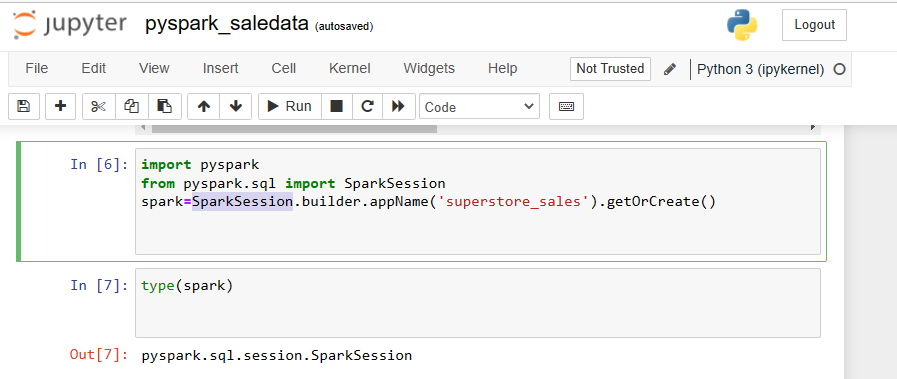 jupyter pyspark_saledata (autosaved) Logout
File Edit View Insert Cell Kernel Widgets Help Not Trusted Python 3 (ipykernel)
Run Code
In [6]: import pyspark
from pyspark.sql import SparkSession
spark=SparkSession.builder.appName('superstore_sales').getOrCreate()
In [7]: type(spark)
Out[7]: pyspark.sql.session.SparkSession